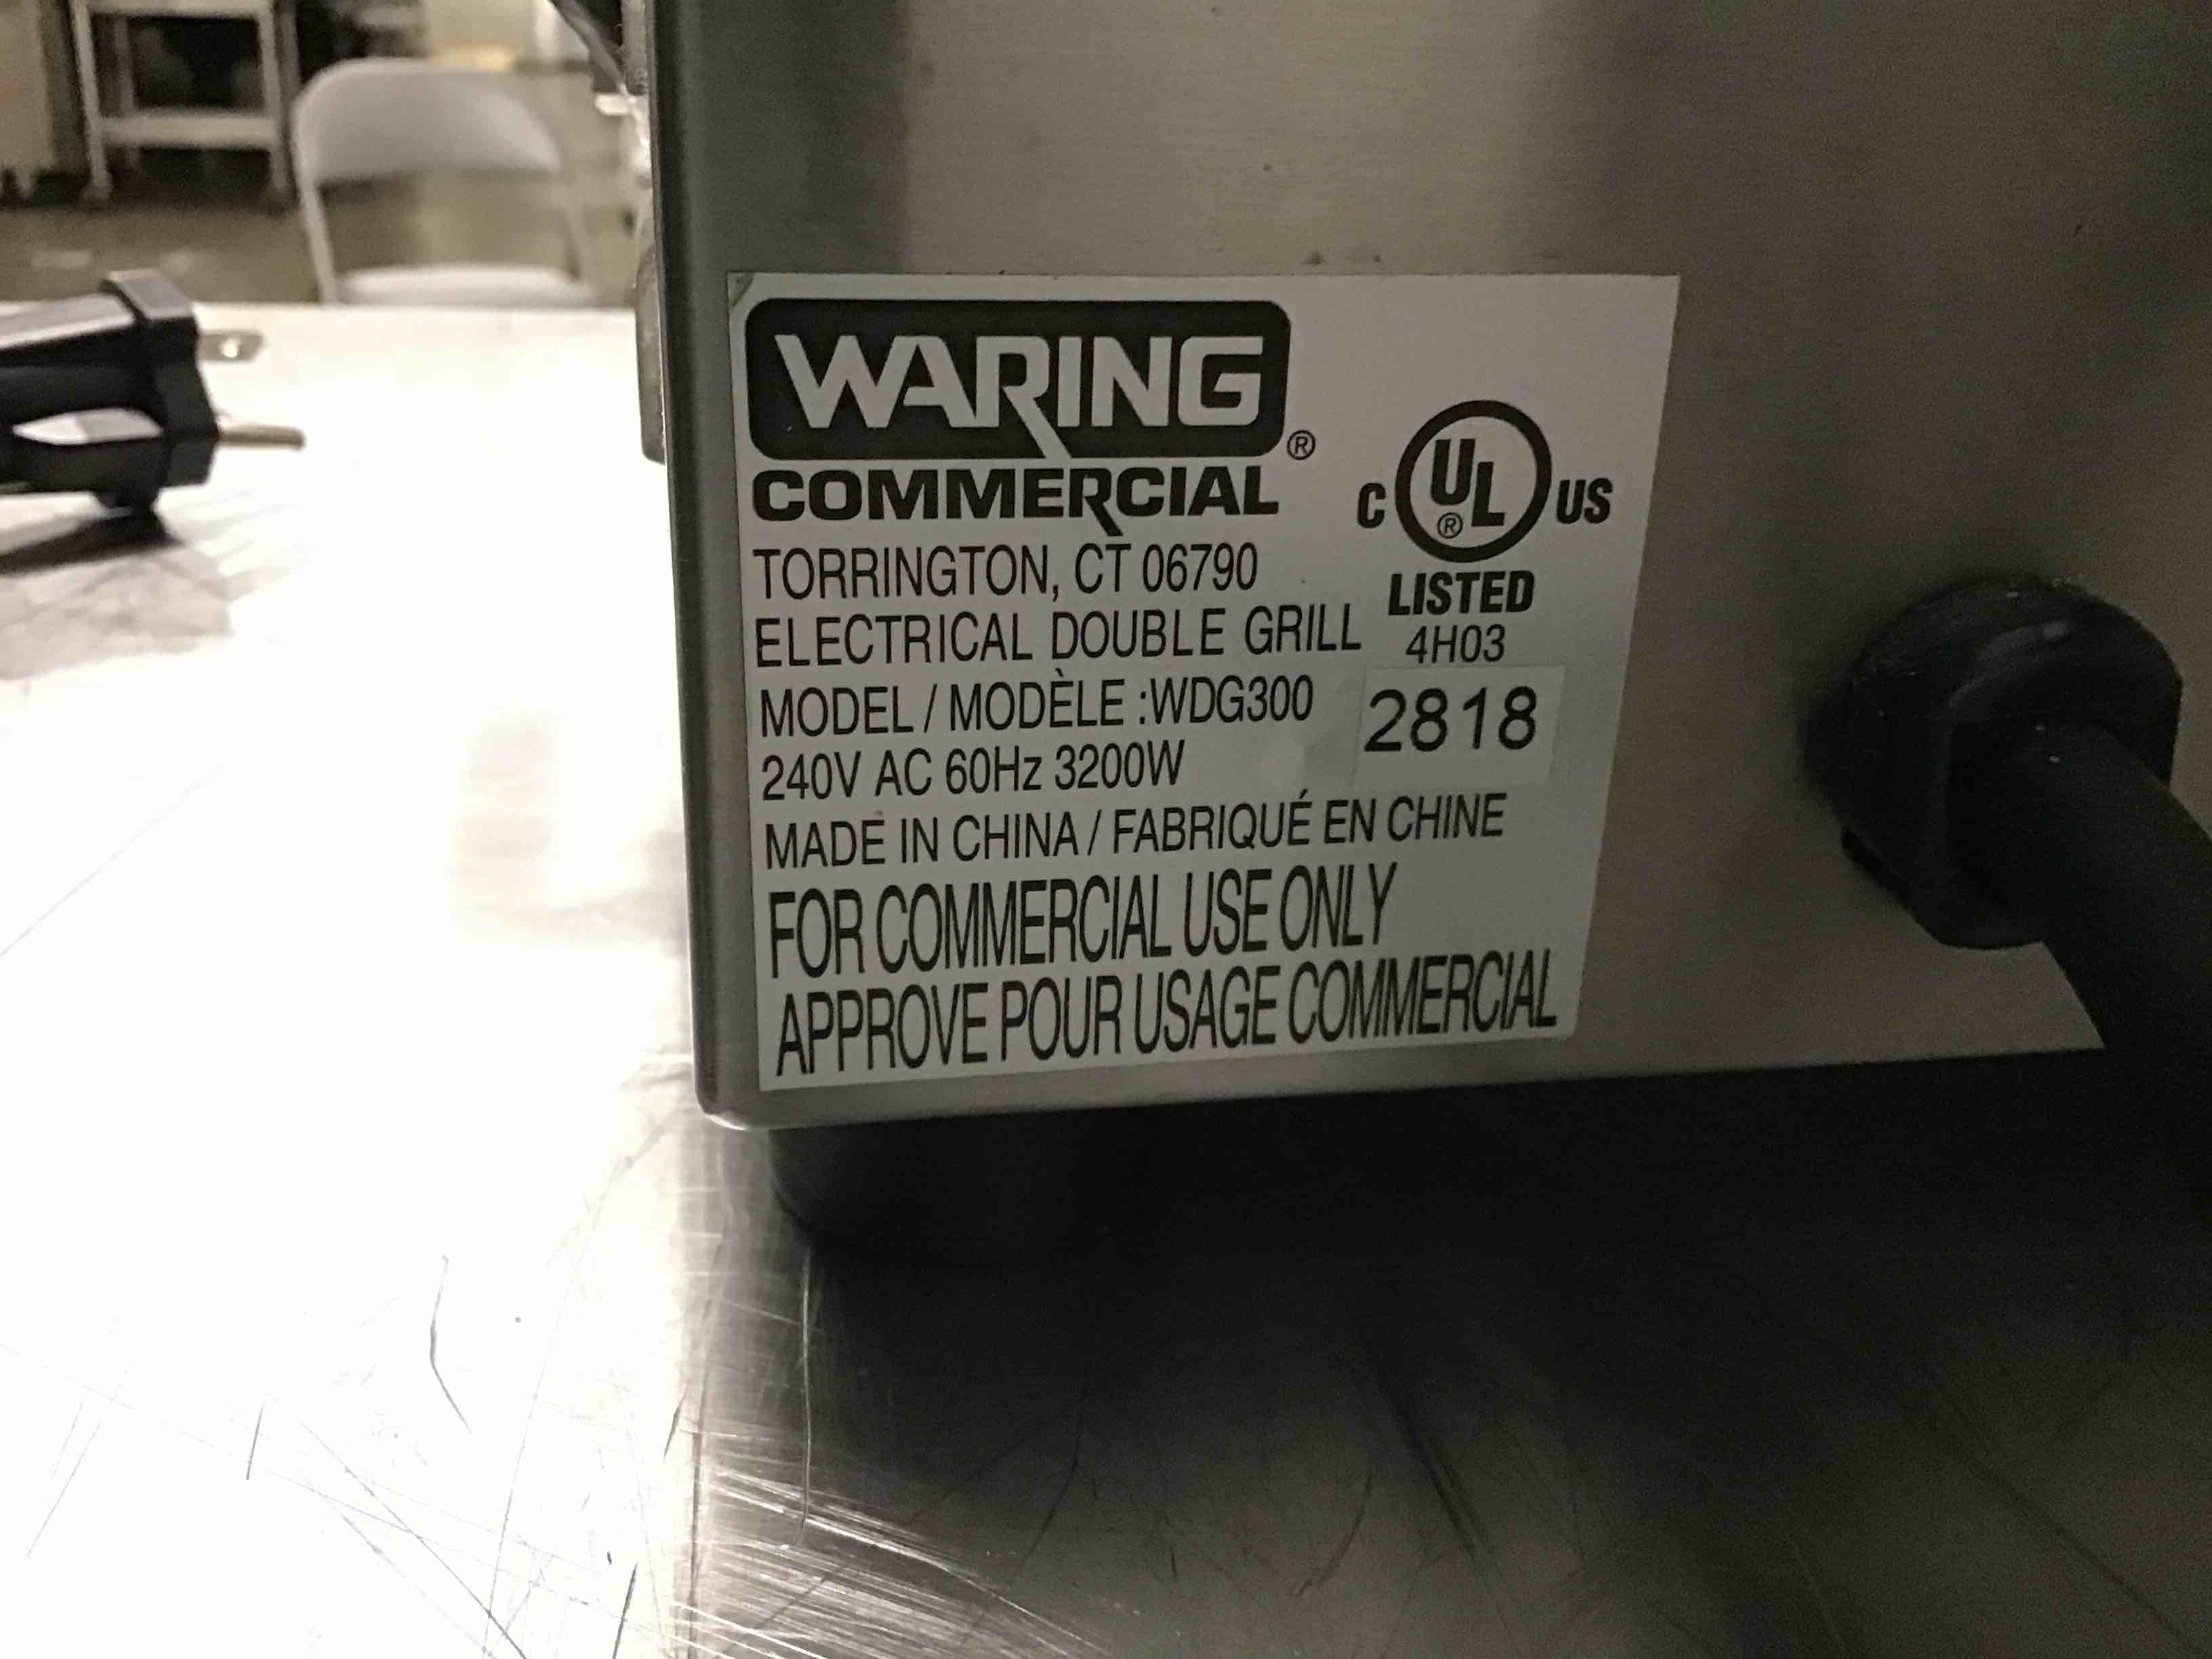 WARING®
COMMERCIAL
C UL® US
LISTED
4H03
2818
TORRINGTON, CT 06790
ELECTRICAL DOUBLE GRILL
MODEL / MODÈLE :WDG300
240V AC 60Hz 3200W
MADE IN CHINA / FABRIQUÉ EN CHINE
FOR COMMERCIAL USE ONLY
APPROVE POUR USAGE COMMERCIAL